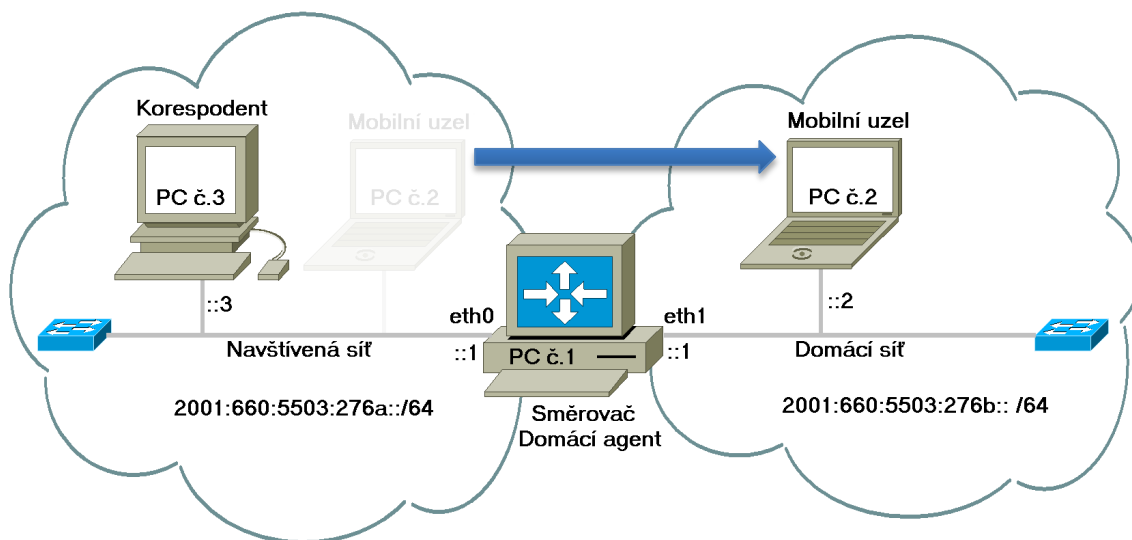 Korespodent
Mobilní uzel
Mobilní uzel
PC č.3
PC č.2
PC č.2
::3
::2
eth0
eth1
::1
::1
Navštívená síť
PC č.1
Domácí síť
2001:660:5503:276a::/64
2001:660:5503:276b:: /64
Směrovač
Domácí agent